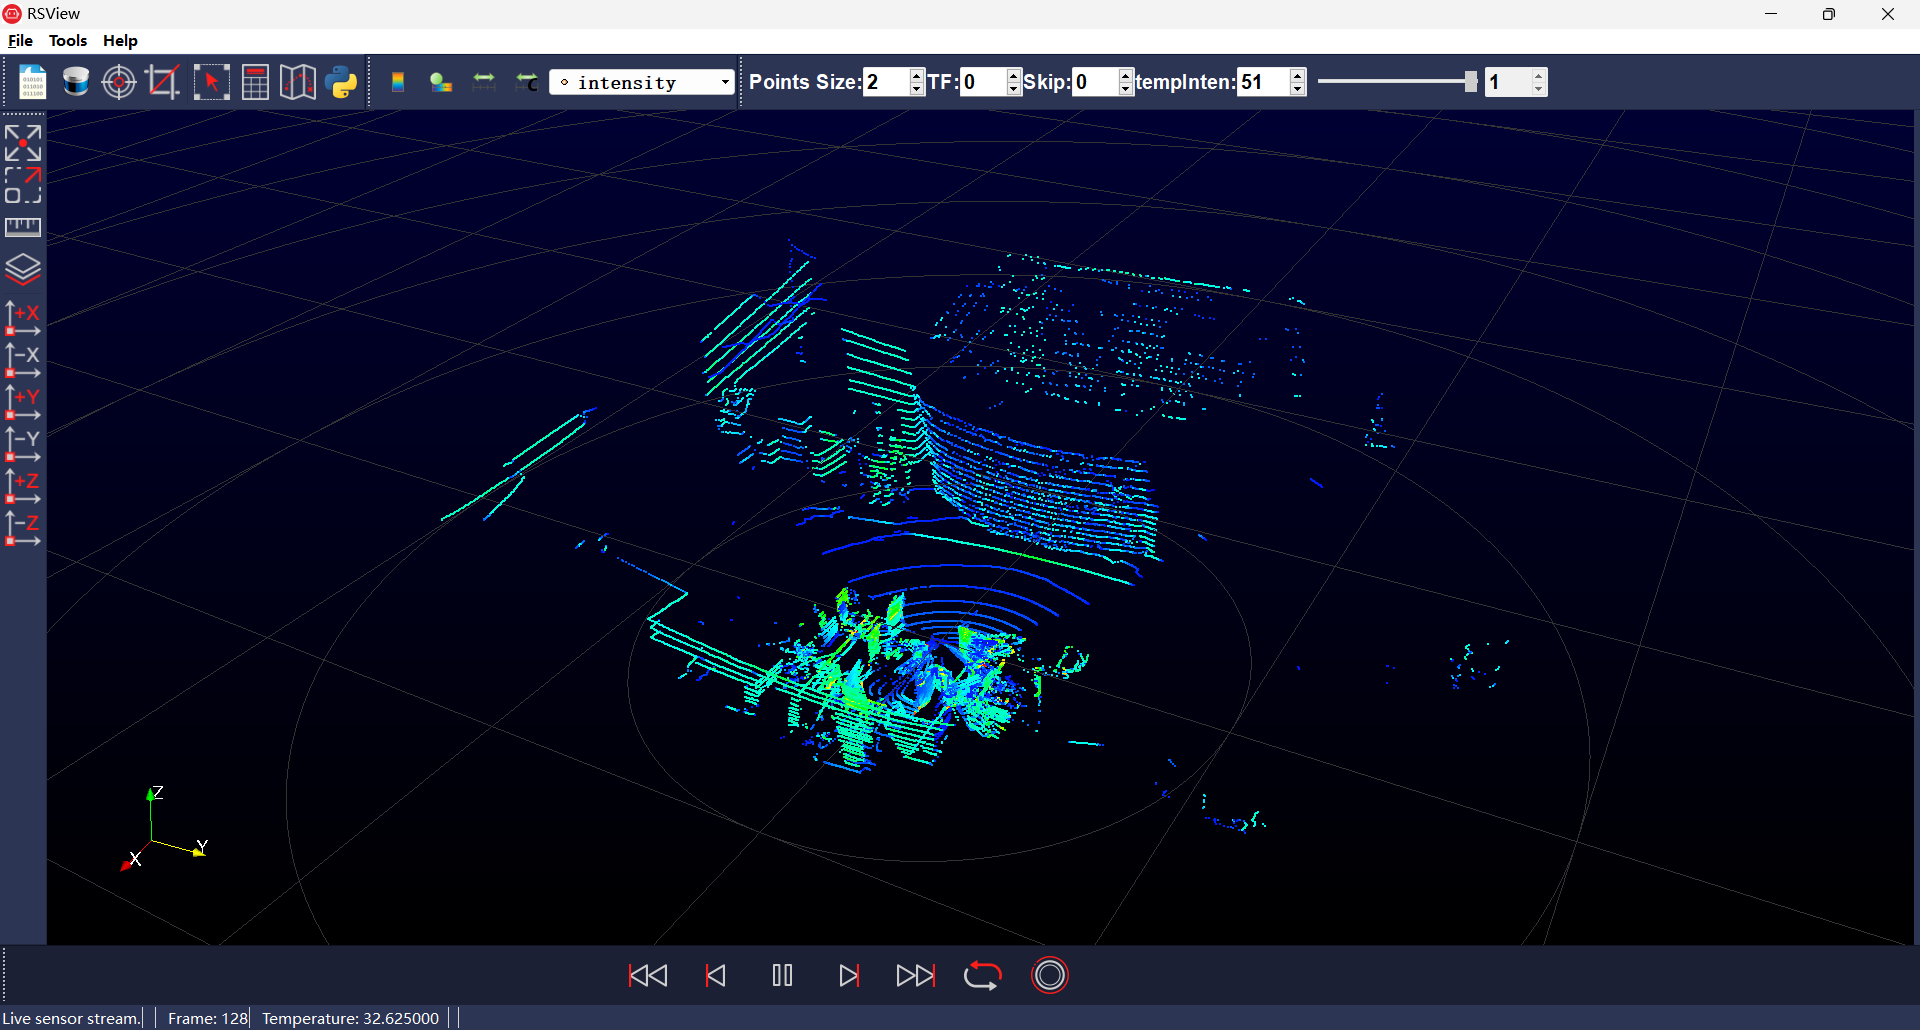 RSView
File Tools Help
intensity Points Size: 2 TF: 0 Skip: 0 tempInten: 51 1
+X
-X
+Y
-Y
+Z
-Z
Z
Y
X
Live sensor stream. Frame: 128 Temperature: 32.625000